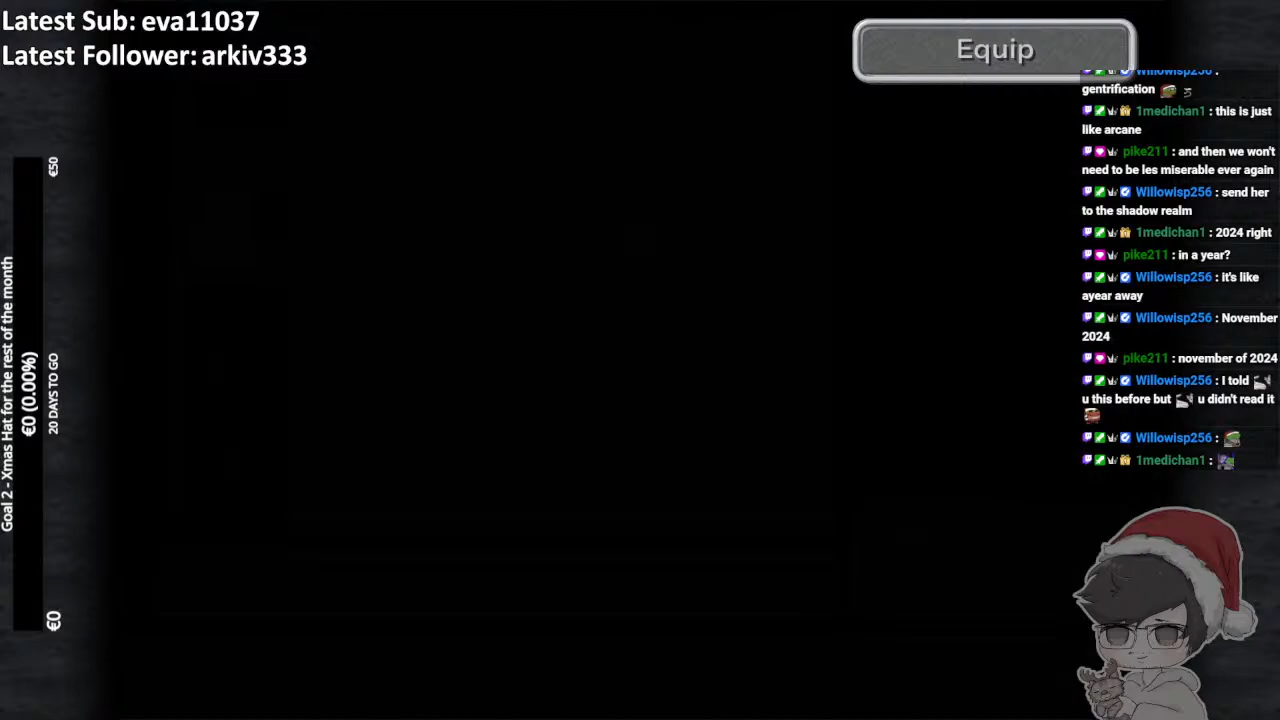 Latest Sub: eva11037
Latest Follower: arkiv333
Equip
Goal 2 - Xmas Hat for the rest of the month
€0 (0.00%)
20 DAYS TO GO
€50
€0
Willowisp256 :
gentrification
1medichan1 : this is just
like arcane
pike211 : and then we won't
need to be les miserable ever again
Willowisp256 : send her
to the shadow realm
1medichan1 : 2024 right
pike211 : in a year?
Willowisp256 : it's like
ayear away
Willowisp256 : November
2024
pike211 : november of 2024
Willowisp256 : I told
u this before but u didn't read it
Willowisp256 :
1medichan1 :